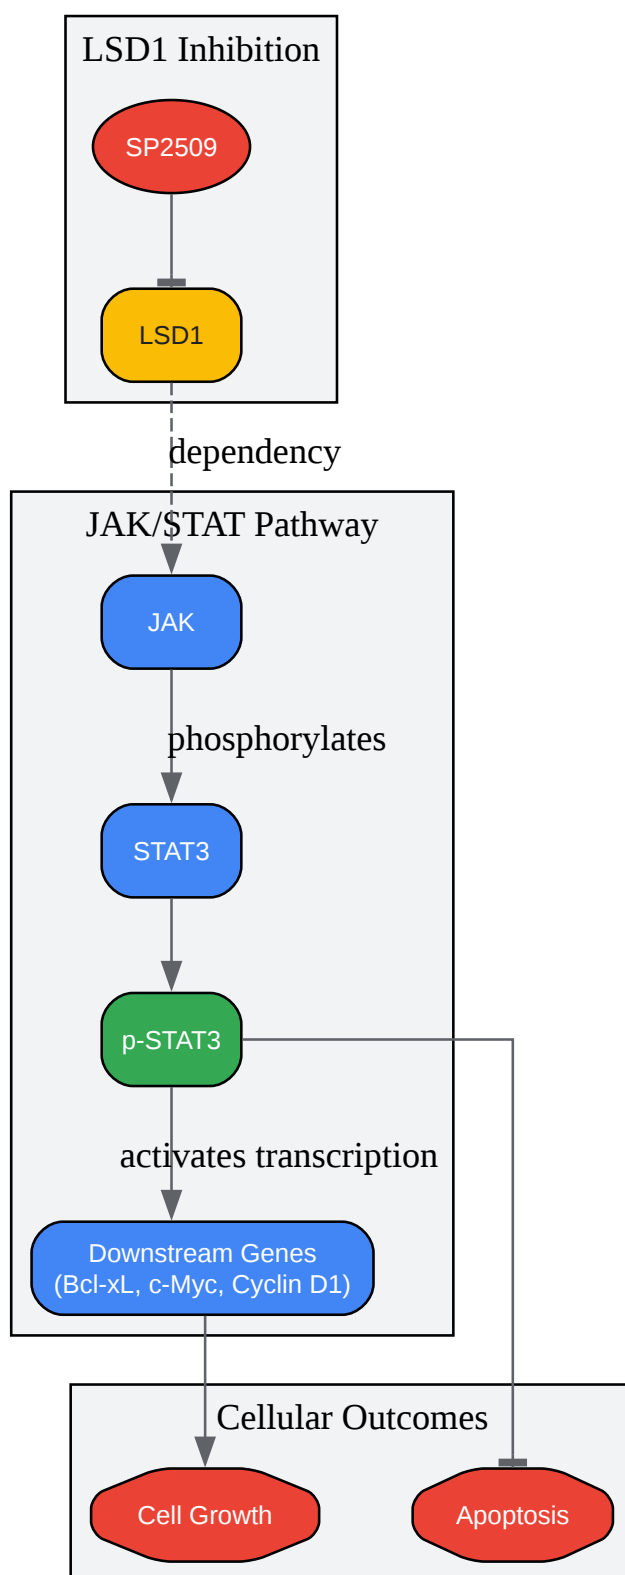 LSD1 Inhibition
SP2509
LSD1
dependency
JAK/STAT Pathway
JAK
phosphorylates
STAT3
p-STAT3
activates transcription
Downstream Genes
(Bcl-xL, c-Myc, Cyclin D1)
Cellular Outcomes
Cell Growth
Apoptosis